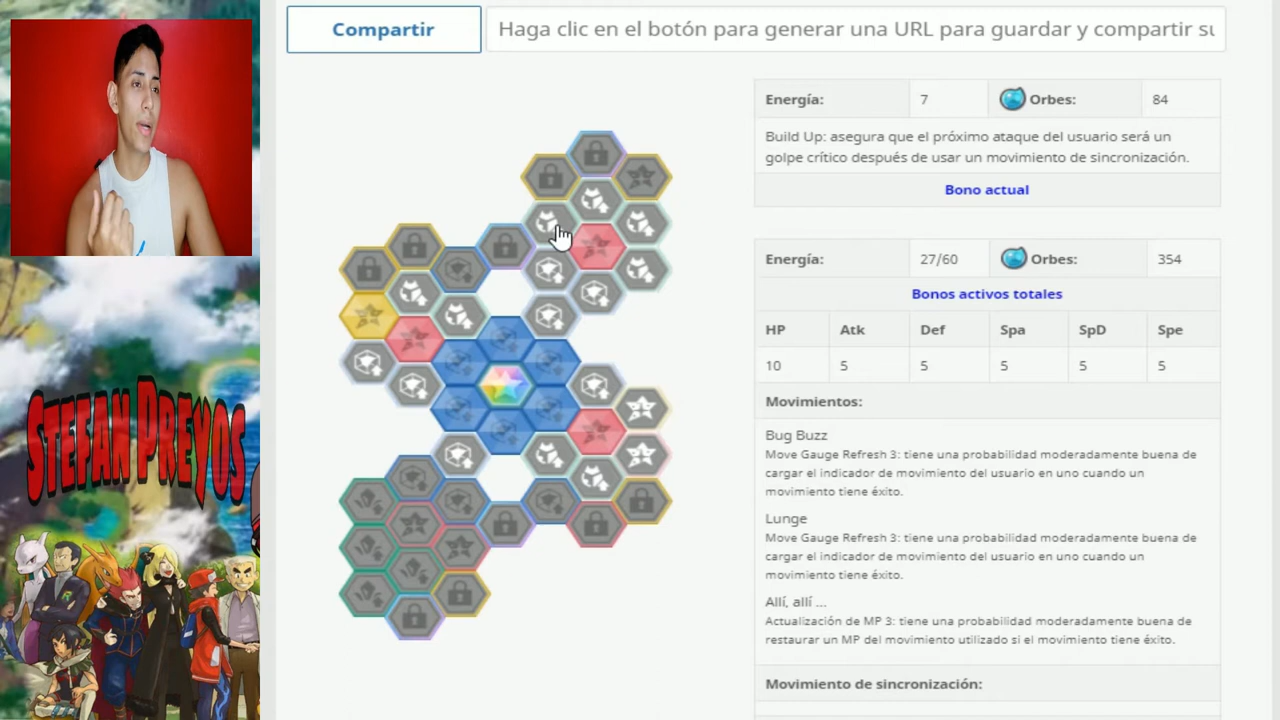 Compartir
Haga clic en el botón para generar una URL para guardar y compartir su
Energía: 7 Orbes: 84
Build Up: asegura que el próximo ataque del usuario será un
golpe crítico después de usar un movimiento de sincronización.
Bono actual
Energía: 27/60 Orbes: 354
Bonos activos totales
HP Atk Def Spa SpD Spe
10 5 5 5 5 5
Movimientos:
Bug Buzz
Move Gauge Refresh 3: tiene una probabilidad moderadamente buena de
cargar el indicador de movimiento del usuario en uno cuando un
movimiento tiene éxito.
Lunge
Move Gauge Refresh 3: tiene una probabilidad moderadamente buena de
cargar el indicador de movimiento del usuario en uno cuando un
movimiento tiene éxito.
Allí, allí ...
Actualización de MP 3: tiene una probabilidad moderadamente buena de
restaurar un MP del movimiento utilizado si el movimiento tiene éxito.
Movimiento de sincronización:
STEFAN PREYOS